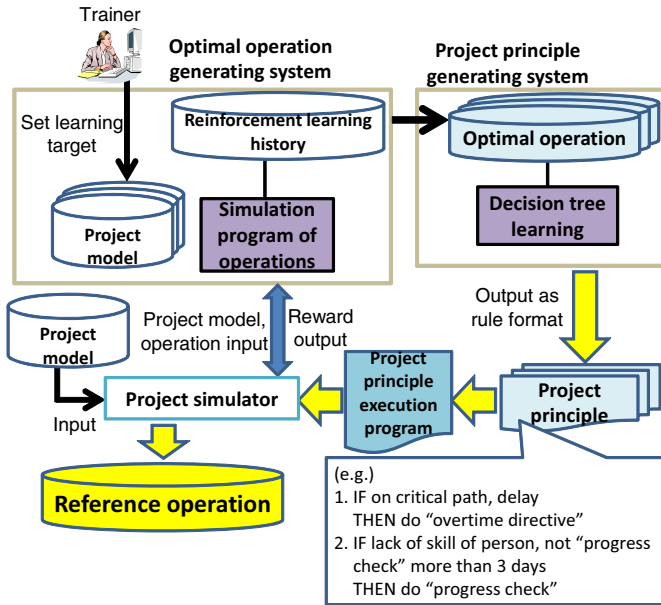 Trainer
Optimal operation
generating system
Project principle
generating system
Set learning
target
Reinforcement learning
history
Optimal operation
Project
model
Simulation
program of
operations
Decision tree
learning
Output as
rule format
Project
model
Project model,
operation input
Reward
output
Input
Project simulator
Project
principle
execution
program
Project
principle
Reference operation
(e.g.)
1. IF on critical path, delay
THEN do “overtime directive”
2. IF lack of skill of person, not “progress
check” more than 3 days
THEN do “progress check”